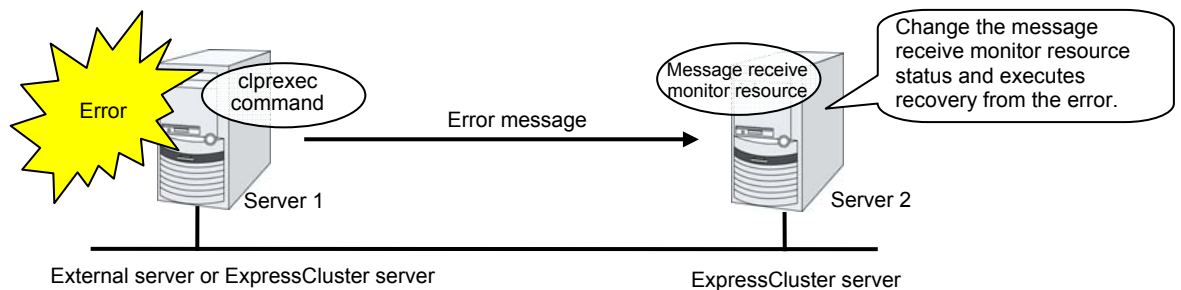 Error
clprexec
command
Error message
Message receive
monitor resource
Change the message
receive monitor resource
status and executes
recovery from the error.
Server 1
Server 2
External server or ExpressCluster server
ExpressCluster server